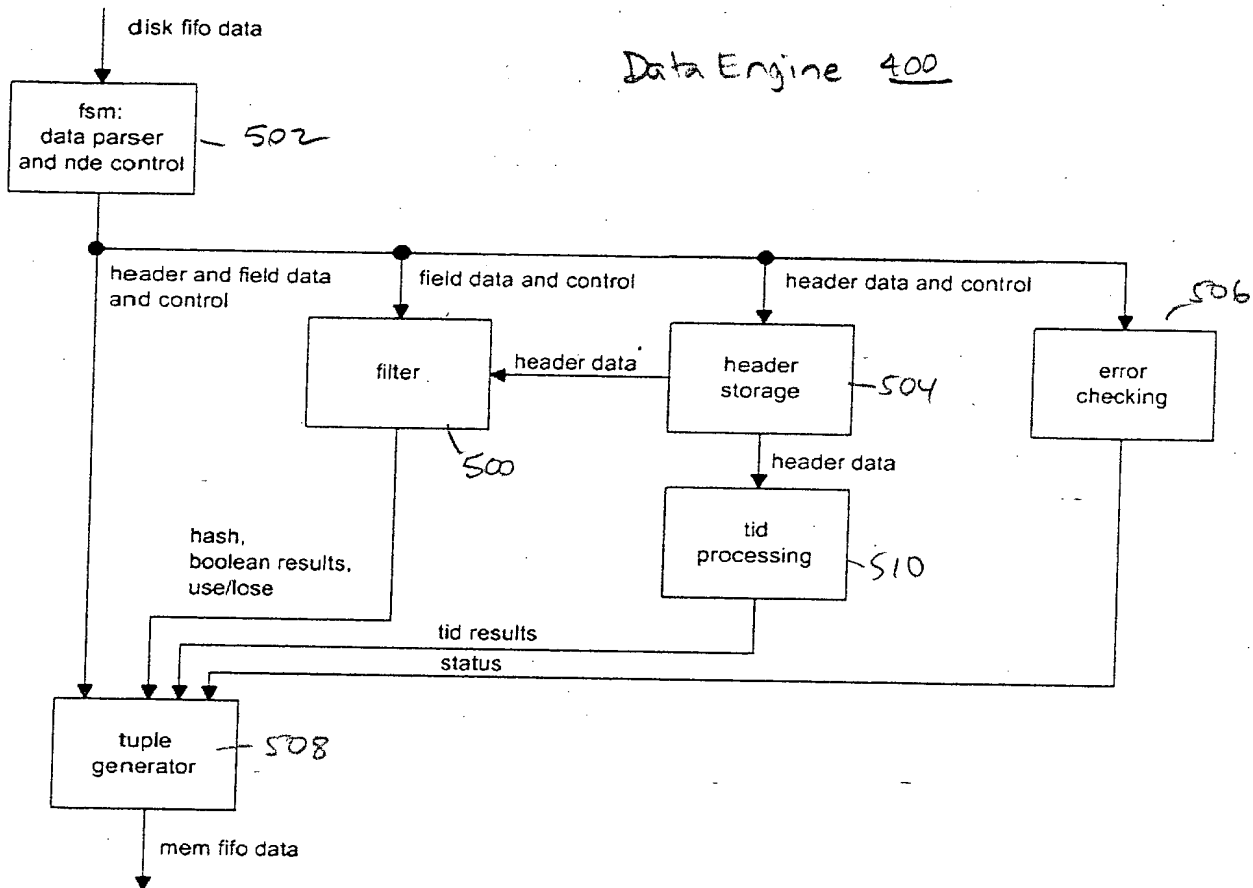 disk fifo data
Data Engine 400
fsm:
data parser
and nde control
502
header and field data
and control
field data and control
header data and control
506
filter
header data
header
storage
504
error
checking
500
header data
hash,
boolean results,
use/lose
tid
processing
510
tid results
status
tuple
generator
508
mem fifo data